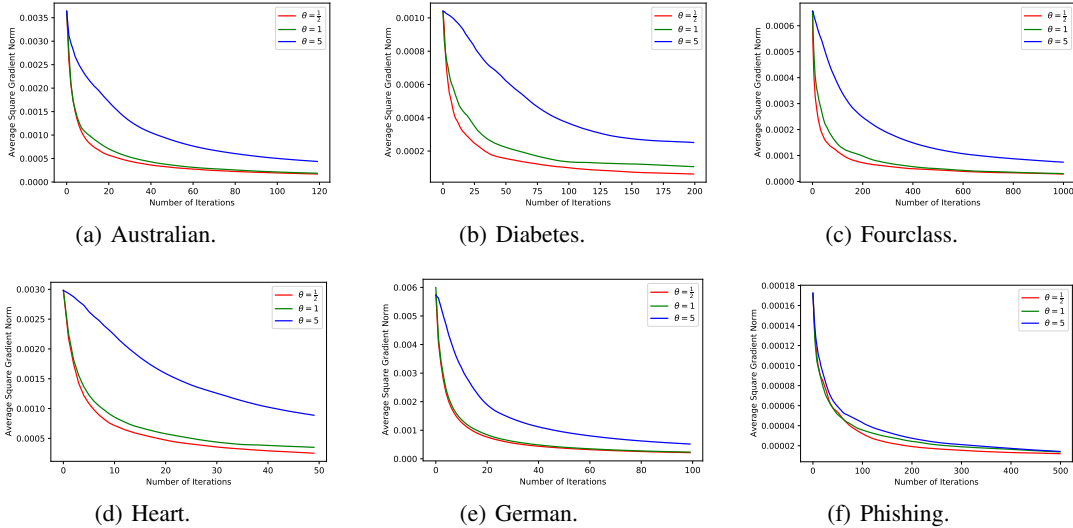 0.0035
0.0030
0.0025
0.0020
0.0015
0.0010
0.0005
0.0000
Average Square Gradient Norm
0 20 40 60 80 100 120
Number of Iterations
θ = 1/2
θ = 1
θ = 5
(a) Australian.
0.0010
0.0008
0.0006
0.0004
0.0002
Average Square Gradient Norm
0 25 50 75 100 125 150 175 200
Number of Iterations
θ = 1/2
θ = 1
θ = 5
(b) Diabetes.
0.0006
0.0005
0.0004
0.0003
0.0002
0.0001
0.0000
Average Square Gradient Norm
0 200 400 600 800 1000
Number of Iterations
θ = 1/2
θ = 1
θ = 5
(c) Fourclass.
0.0030
0.0025
0.0020
0.0015
0.0010
0.0005
Average Square Gradient Norm
0 10 20 30 40 50
Number of Iterations
θ = 1/2
θ = 1
θ = 5
(d) Heart.
0.006
0.005
0.004
0.003
0.002
0.001
0.000
Average Square Gradient Norm
0 20 40 60 80 100
Number of Iterations
θ = 1/2
θ = 1
θ = 5
(e) German.
0.00018
0.00016
0.00014
0.00012
0.00010
0.00008
0.00006
0.00004
0.00002
Average Square Gradient Norm
0 100 200 300 400 500
Number of Iterations
θ = 1/2
θ = 1
θ = 5
(f) Phishing.